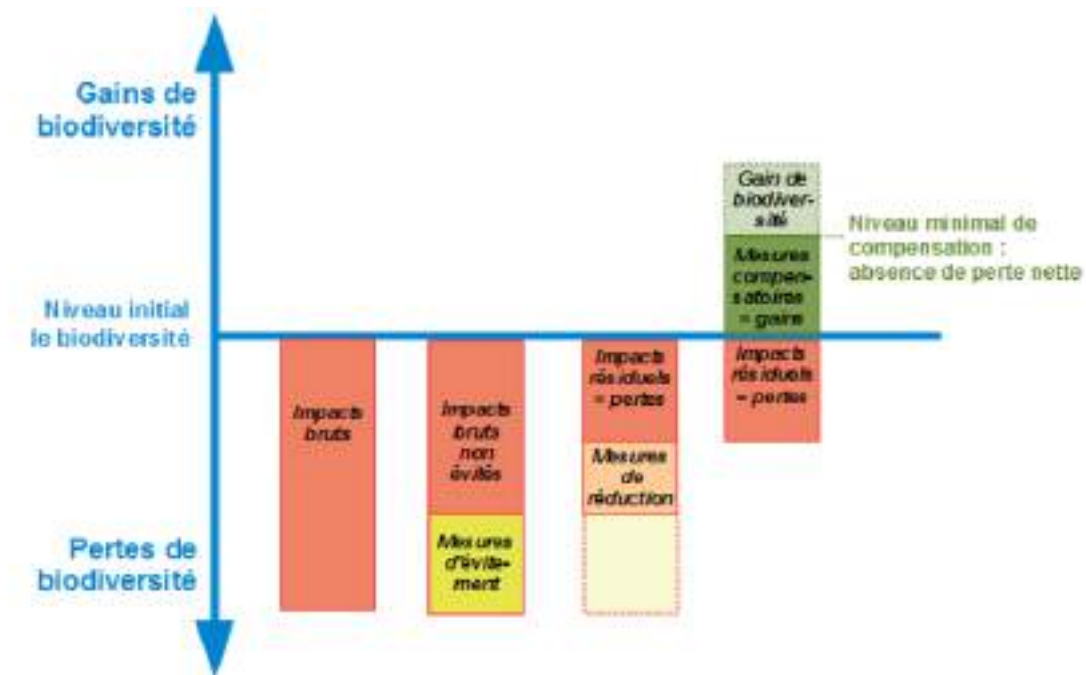 Gains de
biodiversité
Gain de
biodiver-
sité
Niveau minimal de
compensation :
absence de perte nette
Mesures
compen-
satoires
= gains
Niveau initial
de biodiversité
Impacts
bruts
Impacts
bruts
non
évités
Impacts
résiduels
= pertes
Impacts
résiduels
= pertes
Mesures
de
réduction
Mesures
d'évite-
ment
Pertes de
biodiversité